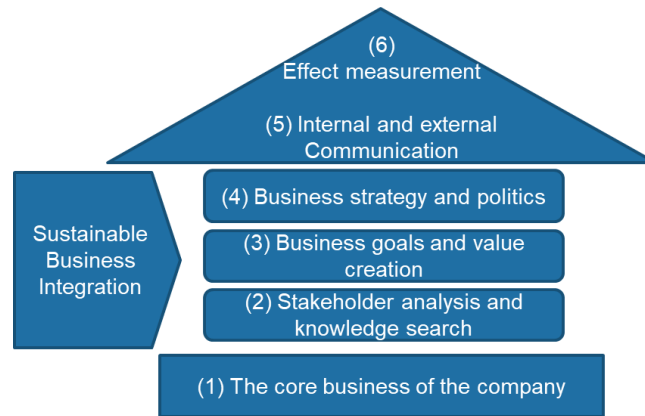 (6)
Effect measurement
(5) Internal and external
Communication
(4) Business strategy and politics
Sustainable
Business
Integration
(3) Business goals and value
creation
(2) Stakeholder analysis and
knowledge search
(1) The core business of the company